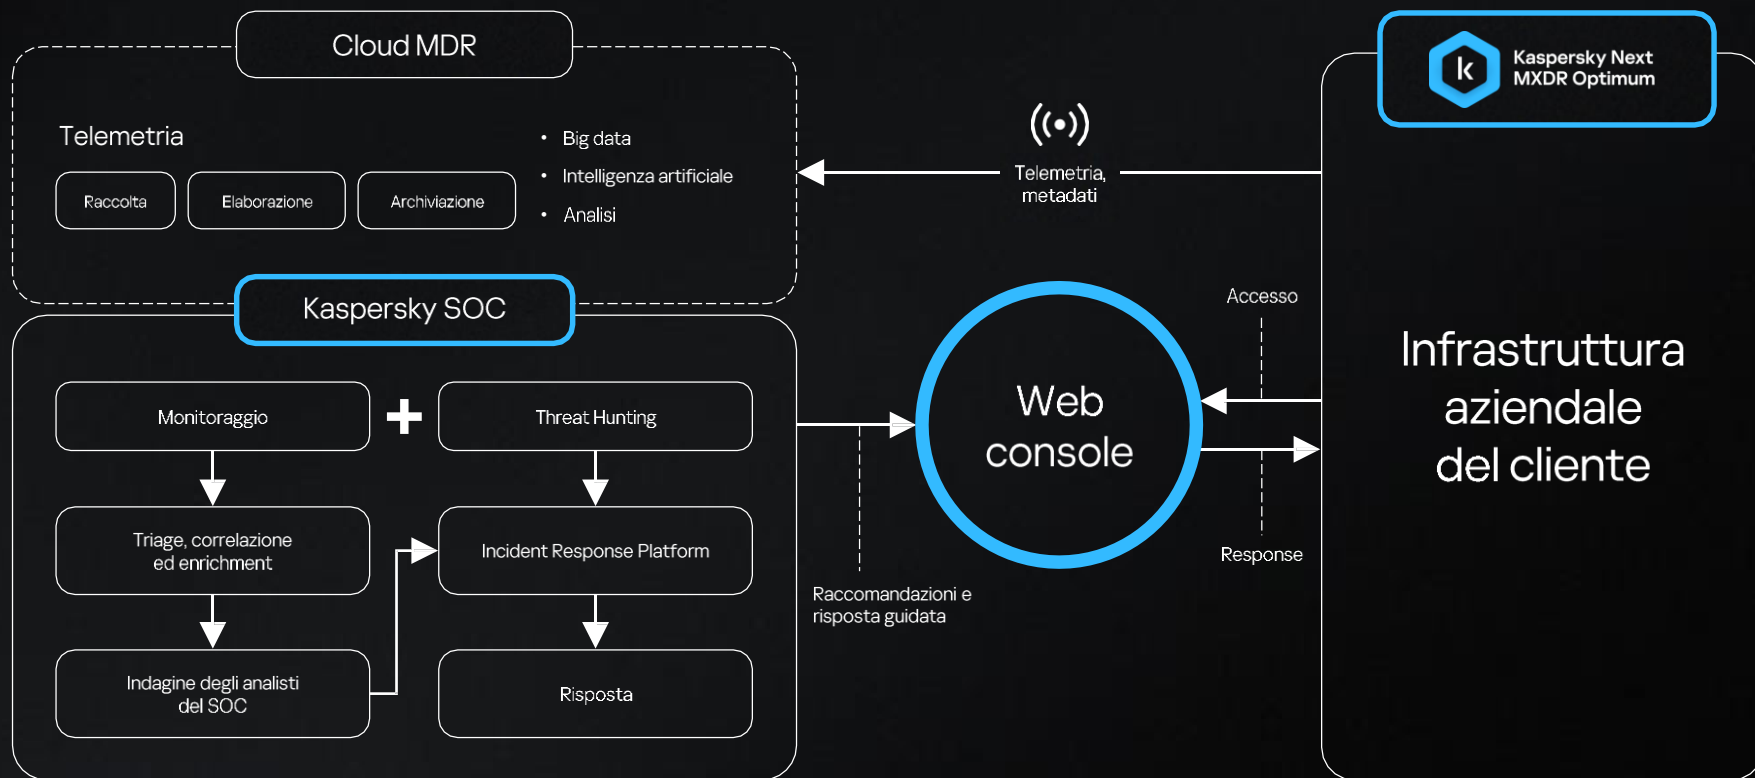 Cloud MDR
Telemetria
Raccolta
Elaborazione
Archiviazione
• Big data
• Intelligenza artificiale
• Analisi
Kaspersky SOC
Monitoraggio
Threat Hunting
Triage, correlazione
ed enrichment
Incident Response Platform
Indagine degli analisti
del SOC
Risposta
Telemetria,
metadati
Web
console
Raccomandazioni e
risposta guidata
Accesso
Response
Kaspersky Next
MXDR Optimum
Infrastruttura
aziendale
del cliente